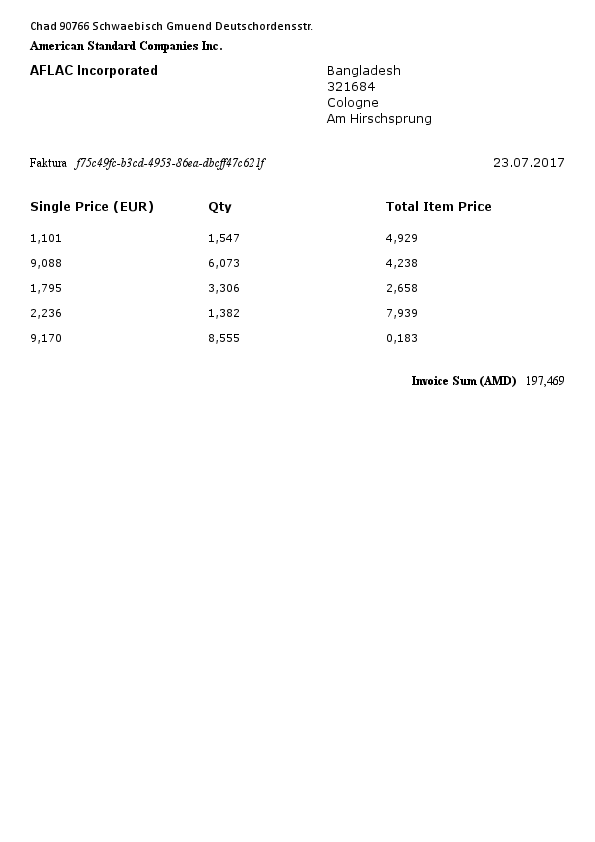 Chad 90766 Schwaebisch Gmuend Deutschordensstr.
American Standard Companies Inc.
AFLAC Incorporated
Bangladesh
321684
Cologne
Am Hirschsprung
Faktura f75c49fc-b3cd-4953-86ea-dbcff47c621f 23.07.2017
Single Price (EUR) Qty Total Item Price
1,101 1,547 4,929
9,088 6,073 4,238
1,795 3,306 2,658
2,236 1,382 7,939
9,170 8,555 0,183
Invoice Sum (AMD) 197,469